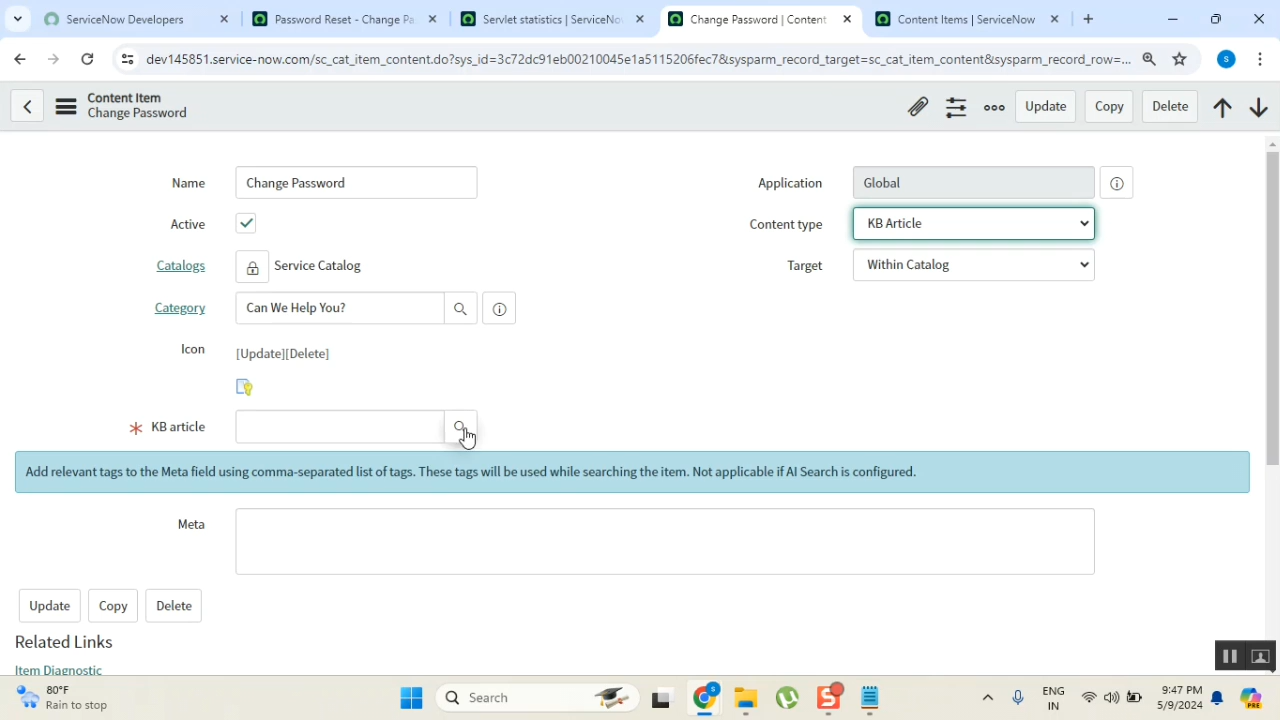 ServiceNow Developers
Password Reset - Change Pa
Servlet statistics | ServiceNo
Change Password | Content
Content Items | ServiceNow
dev145851.service-now.com/sc_cat_item_content.do?sys_id=3c72dc91eb00210045e1a5115206fec7&sysparm_record_target=sc_cat_item_content&sysparm_record_row=...
S
Content Item
Change Password
Update
Copy
Delete
Name
Change Password
Application
Global
Active
Content type
KB Article
Catalogs
Service Catalog
Target
Within Catalog
Category
Can We Help You?
Icon
[Update][Delete]
KB article
Add relevant tags to the Meta field using comma-separated list of tags. These tags will be used while searching the item. Not applicable if AI Search is configured.
Meta
Update
Copy
Delete
Related Links
Item Diagnostic
80°F
Rain to stop
Search
S
S
ENG
IN
9:47 PM
5/9/2024
PRE